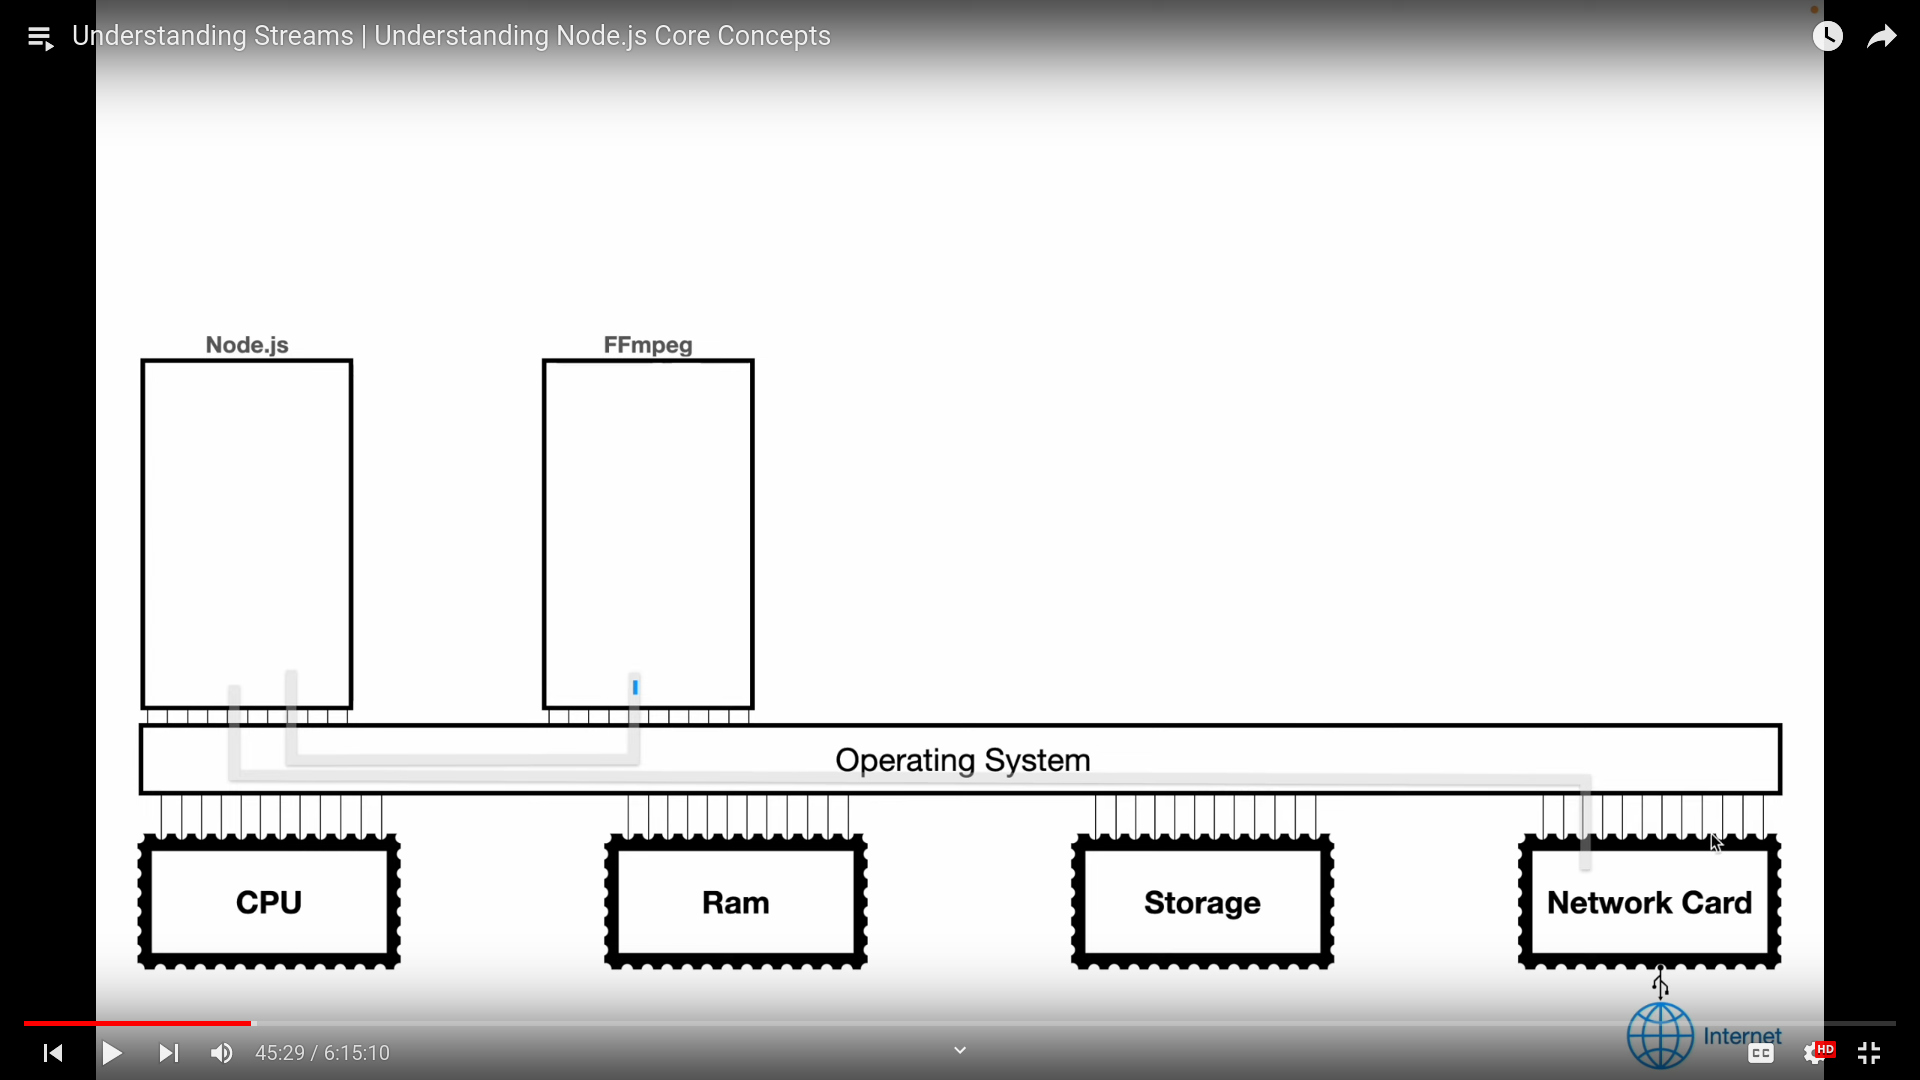 Understanding Streams | Understanding Node.js Core Concepts
Node.js
FFmpeg
Operating System
CPU
Ram
Storage
Network Card
Internet
45:29 / 6:15:10
CC
HD